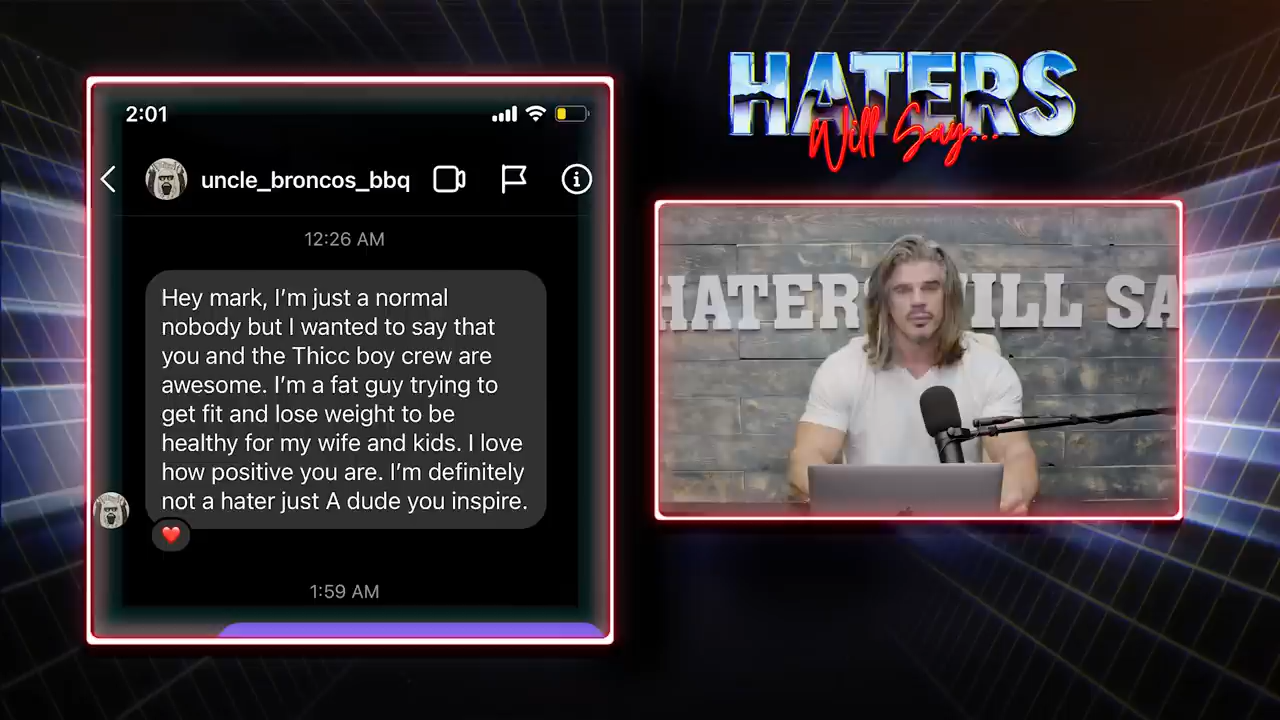 2:01
uncle_broncos_bbq
12:26 AM
Hey mark, I'm just a normal
nobody but I wanted to say that
you and the Thicc boy crew are
awesome. I'm a fat guy trying to
get fit and lose weight to be
healthy for my wife and kids. I love
how positive you are. I'm definitely
not a hater just A dude you inspire.
1:59 AM
HATERS
Will Say...
HATERS WILL SA